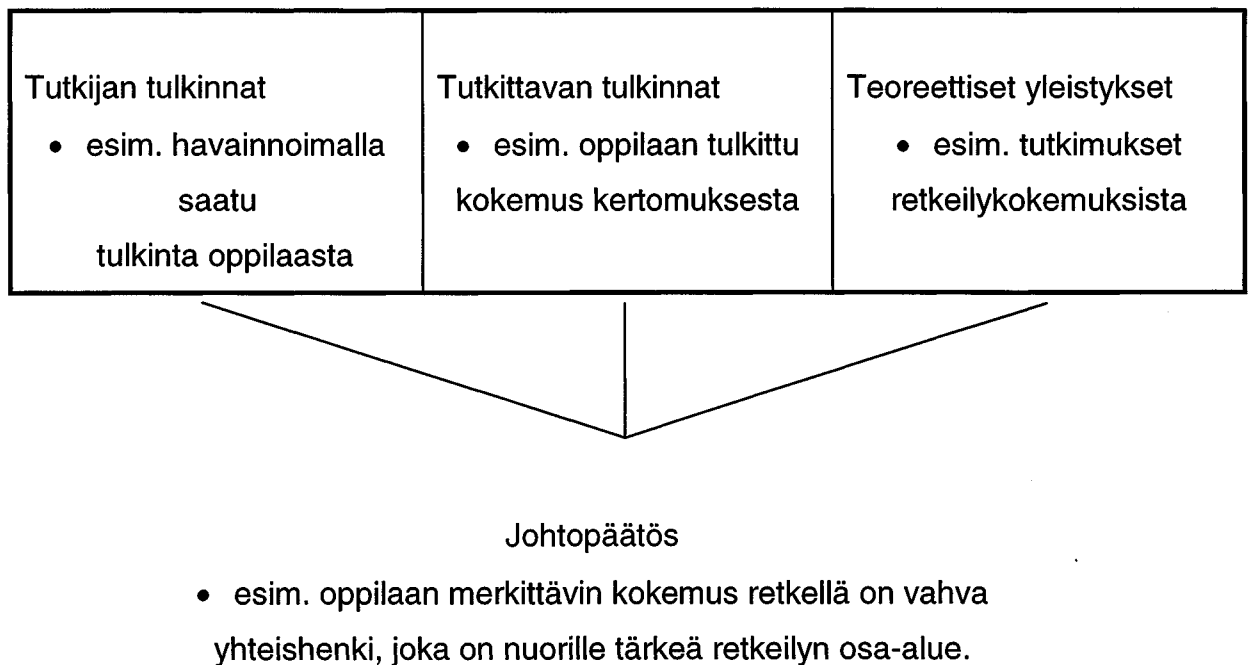 Tutkijan tulkinnat
• esim. havainnoimalla
saatu
tulkinta oppilaasta
Tutkittavan tulkinnat
• esim. oppilaan tulkittu
kokemus kertomuksesta
Teoreettiset yleistykset
• esim. tutkimukset
retkeilykokemuksista
Johtopäätös
• esim. oppilaan merkittävin kokemus retkellä on vahva
yhteishenki, joka on nuorille tärkeä retkeilyn osa-alue.